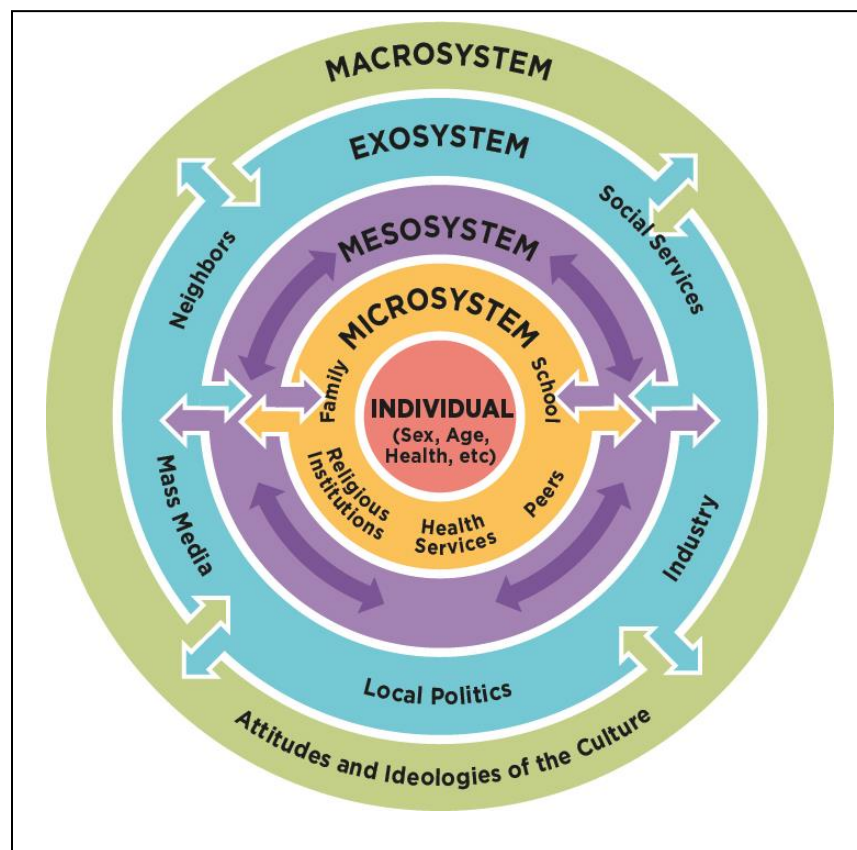 MACROSYSTEM
EXOSYSTEM
MESOSYSTEM
MICROSYSTEM
INDIVIDUAL
(Sex, Age,
Health, etc)
Family
School
Religious
Institutions
Health
Services
Peers
Neighbors
Social Services
Mass Media
Industry
Local Politics
Attitudes and Ideologies of the Culture